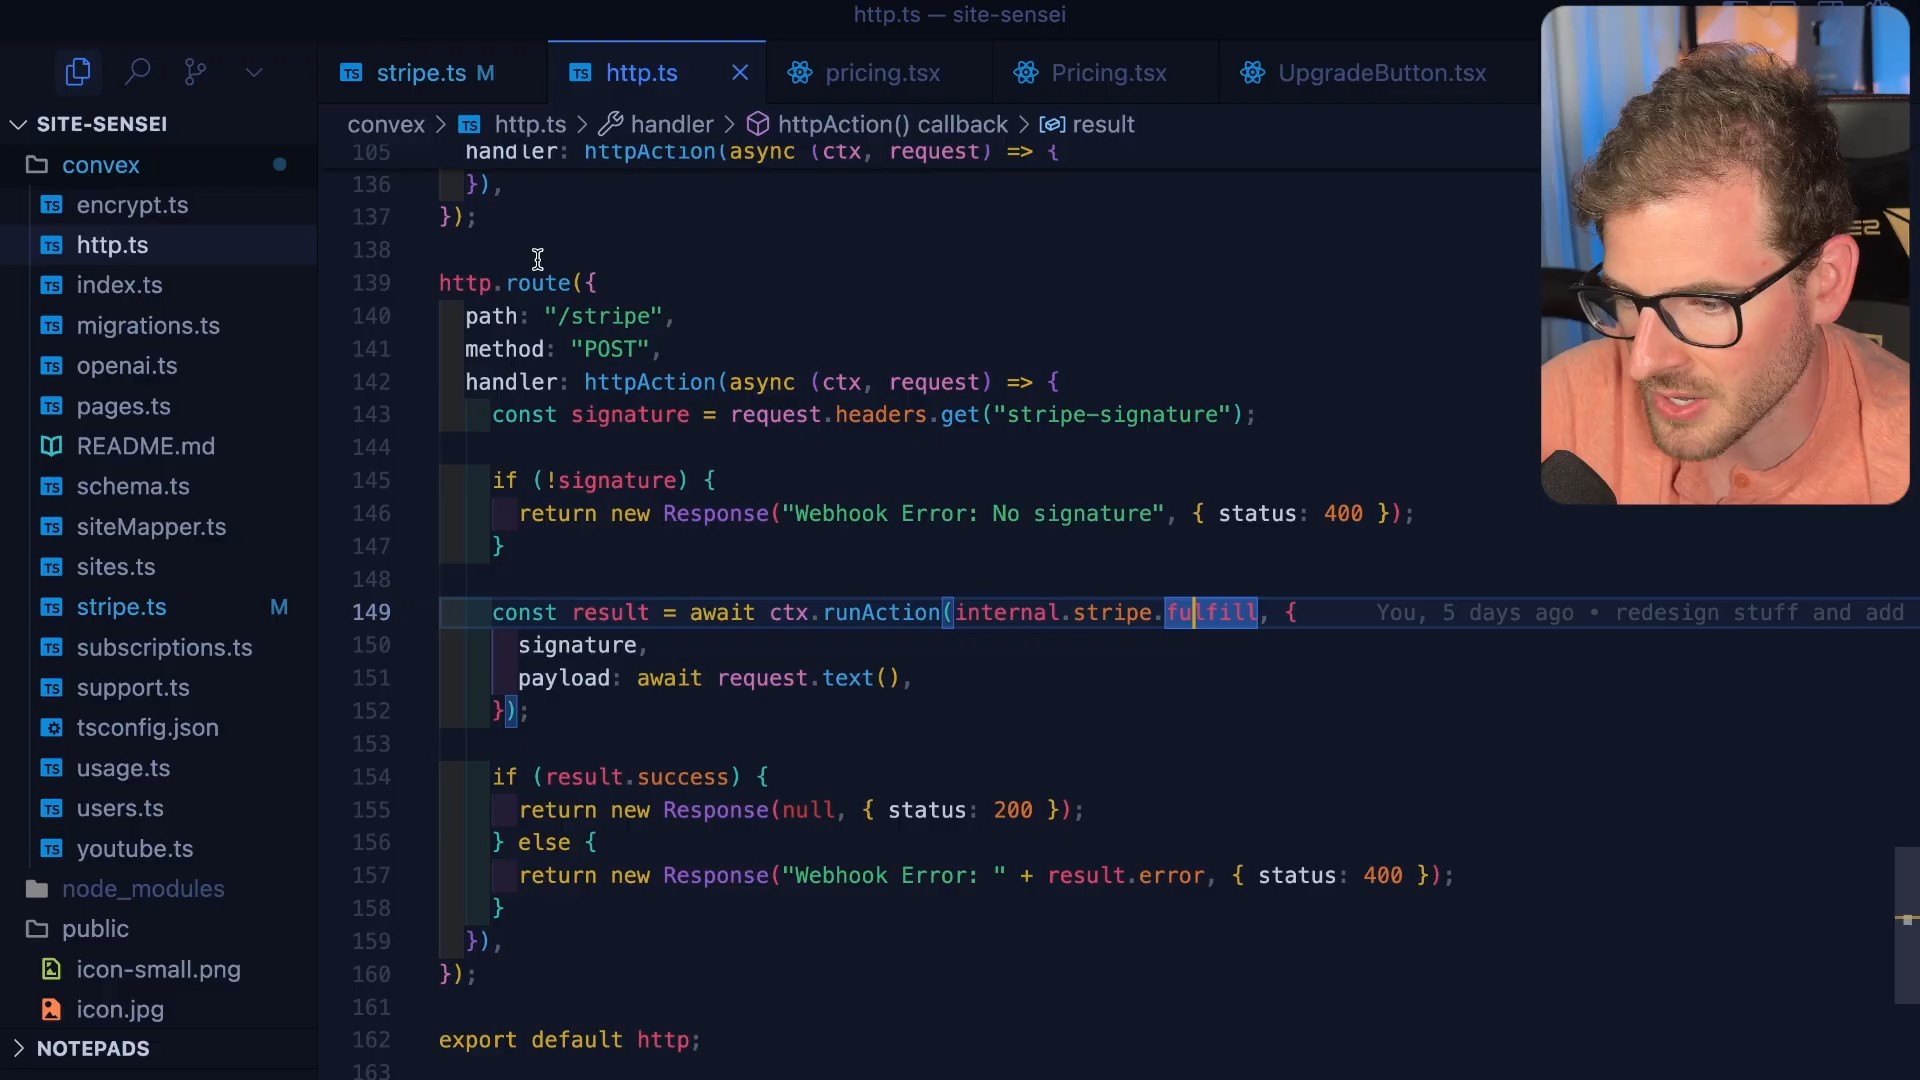 http.ts — site-sensei
stripe.ts M
http.ts
pricing.tsx
Pricing.tsx
UpgradeButton.tsx
SITE-SENSEI
convex
encrypt.ts
http.ts
index.ts
migrations.ts
openai.ts
pages.ts
README.md
schema.ts
siteMapper.ts
sites.ts
stripe.ts M
subscriptions.ts
support.ts
tsconfig.json
usage.ts
users.ts
youtube.ts
node_modules
public
icon-small.png
icon.jpg
NOTEPADS
convex > http.ts > handler > httpAction() callback > result
105 handler: httpAction(async (ctx, request) => {
136 }),
137 });
138
139 http.route({
140 path: "/stripe",
141 method: "POST",
142 handler: httpAction(async (ctx, request) => {
143 const signature = request.headers.get("stripe-signature");
144
145 if (!signature) {
146 return new Response("Webhook Error: No signature", { status: 400 });
147 }
148
149 const result = await ctx.runAction(internal.stripe.fulfill, { You, 5 days ago • redesign stuff and add
150 signature,
151 payload: await request.text(),
152 });
153
154 if (result.success) {
155 return new Response(null, { status: 200 });
156 } else {
157 return new Response("Webhook Error: " + result.error, { status: 400 });
158 }
159 }),
160 });
161
162 export default http;
163